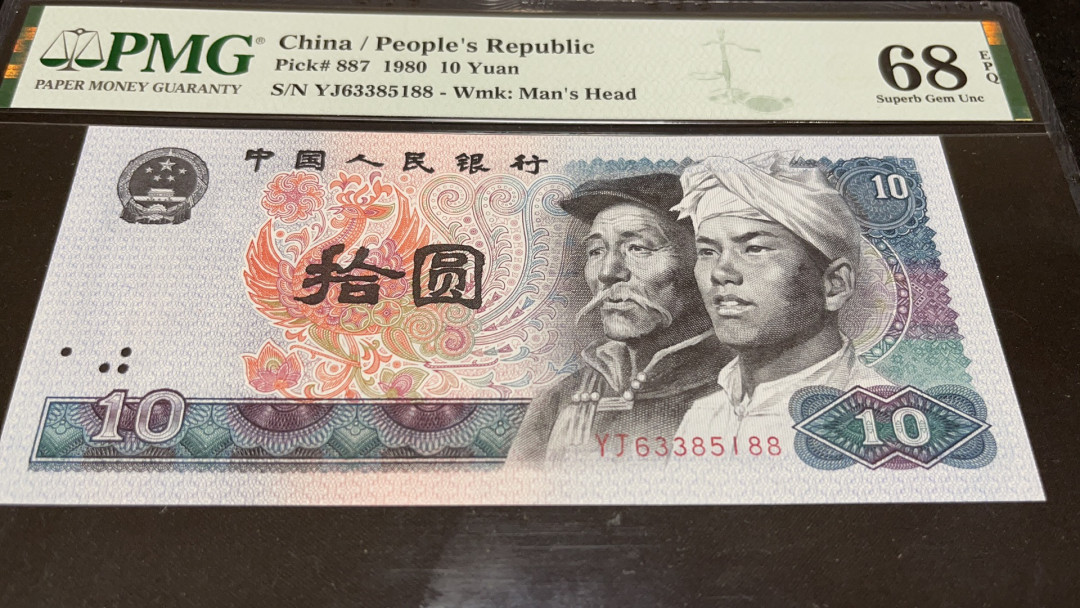 PMG®
PAPER MONEY GUARANTY
China / People's Republic
Pick# 887 1980 10 Yuan
S/N YJ63385188 - Wmk: Man's Head
68
EPQ
Superb Gem Unc
中国人民银行
10
拾圆
10
YJ63385188
10